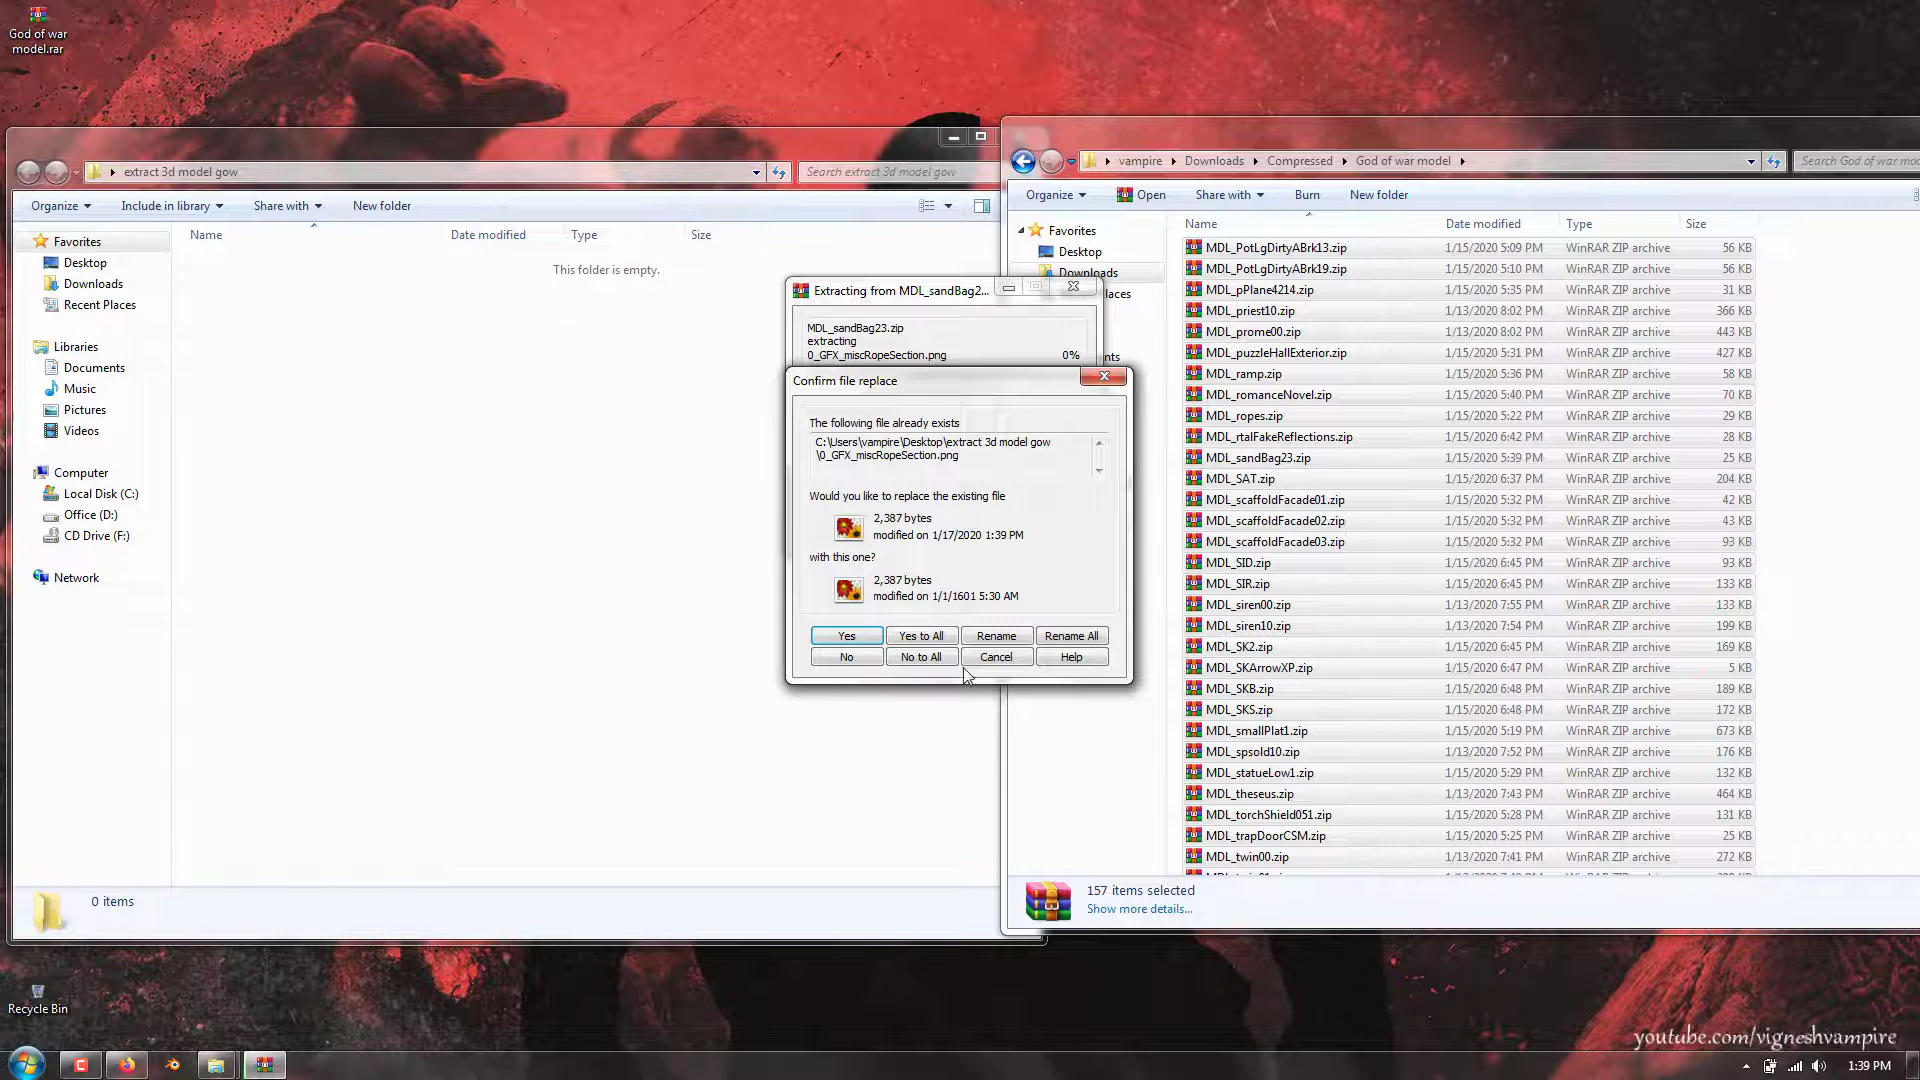 God of war
model.rar
extract 3d model gow
Search extract 3d model gow
Organize
Include in library
Share with
New folder
Name
Date modified
Type
Size
This folder is empty.
Favorites
Desktop
Downloads
Recent Places
Libraries
Documents
Music
Pictures
Videos
Computer
Local Disk (C:)
Office (D:)
CD Drive (F:)
Network
0 items
Extracting from MDL_sandBag2...
MDL_sandBag23.zip
extracting
0_GFX_miscRopeSection.png 0%
Confirm file replace
The following file already exists
C:\Users\vampire\Desktop\extract 3d model gow
\0_GFX_miscRopeSection.png
Would you like to replace the existing file
2,387 bytes
modified on 1/17/2020 1:39 PM
with this one?
2,387 bytes
modified on 1/1/1601 5:30 AM
Yes
Yes to All
Rename
Rename All
No
No to All
Cancel
Help
vampire
Downloads
Compressed
God of war model
Search God of war mo
Organize
Open
Share with
Burn
New folder
Favorites
Desktop
Downloads
laces
nts
Name Date modified Type Size
MDL_PotLgDirtyABrk13.zip 1/15/2020 5:09 PM WinRAR ZIP archive 56 KB
MDL_PotLgDirtyABrk19.zip 1/15/2020 5:10 PM WinRAR ZIP archive 56 KB
MDL_pPlane4214.zip 1/15/2020 5:35 PM WinRAR ZIP archive 31 KB
MDL_priest10.zip 1/13/2020 8:02 PM WinRAR ZIP archive 366 KB
MDL_prome00.zip 1/13/2020 8:02 PM WinRAR ZIP archive 443 KB
MDL_puzzleHallExterior.zip 1/15/2020 5:31 PM WinRAR ZIP archive 427 KB
MDL_ramp.zip 1/15/2020 5:36 PM WinRAR ZIP archive 58 KB
MDL_romanceNovel.zip 1/15/2020 5:40 PM WinRAR ZIP archive 70 KB
MDL_ropes.zip 1/15/2020 5:22 PM WinRAR ZIP archive 29 KB
MDL_rtalFakeReflections.zip 1/15/2020 6:42 PM WinRAR ZIP archive 28 KB
MDL_sandBag23.zip 1/15/2020 5:39 PM WinRAR ZIP archive 25 KB
MDL_SAT.zip 1/15/2020 6:37 PM WinRAR ZIP archive 204 KB
MDL_scaffoldFacade01.zip 1/15/2020 5:32 PM WinRAR ZIP archive 42 KB
MDL_scaffoldFacade02.zip 1/15/2020 5:32 PM WinRAR ZIP archive 43 KB
MDL_scaffoldFacade03.zip 1/15/2020 5:32 PM WinRAR ZIP archive 93 KB
MDL_SID.zip 1/15/2020 6:45 PM WinRAR ZIP archive 93 KB
MDL_SIR.zip 1/15/2020 6:45 PM WinRAR ZIP archive 133 KB
MDL_siren00.zip 1/13/2020 7:55 PM WinRAR ZIP archive 133 KB
MDL_siren10.zip 1/13/2020 7:54 PM WinRAR ZIP archive 199 KB
MDL_SK2.zip 1/15/2020 6:45 PM WinRAR ZIP archive 169 KB
MDL_SKArrowXP.zip 1/15/2020 6:47 PM WinRAR ZIP archive 5 KB
MDL_SKB.zip 1/15/2020 6:48 PM WinRAR ZIP archive 189 KB
MDL_SKS.zip 1/15/2020 6:48 PM WinRAR ZIP archive 172 KB
MDL_smallPlat1.zip 1/15/2020 5:19 PM WinRAR ZIP archive 673 KB
MDL_spsold10.zip 1/13/2020 7:52 PM WinRAR ZIP archive 176 KB
MDL_statueLow1.zip 1/15/2020 5:29 PM WinRAR ZIP archive 132 KB
MDL_theseus.zip 1/13/2020 7:43 PM WinRAR ZIP archive 464 KB
MDL_torchShield051.zip 1/15/2020 5:28 PM WinRAR ZIP archive 131 KB
MDL_trapDoorCSM.zip 1/15/2020 5:25 PM WinRAR ZIP archive 25 KB
MDL_twin00.zip 1/13/2020 7:41 PM WinRAR ZIP archive 272 KB
157 items selected
Show more details...
Recycle Bin
youtube.com/vigneshvampire
1:39 PM